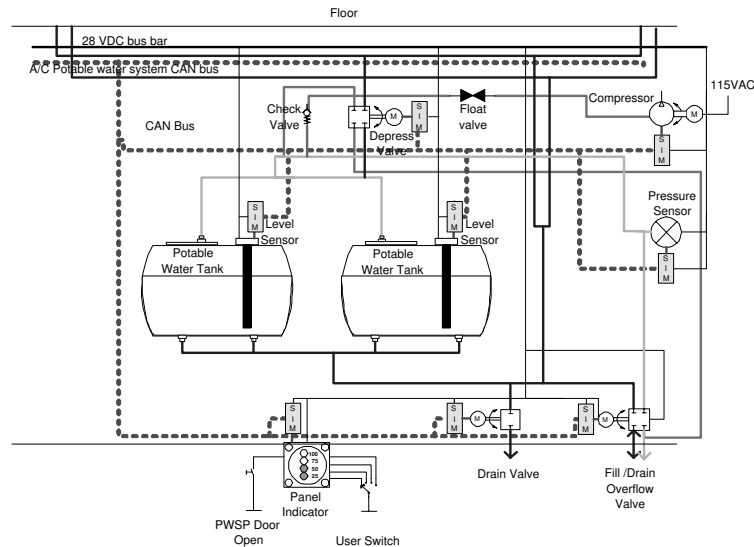 Floor
28 VDC bus bar
A/C Potable water system CAN bus
115VAC
Compressor
Check
Valve
Float
valve
M
S
I
M
M
CAN Bus
Depress
Valve
S
I
M
Pressure
Sensor
S
I
M
Level
Sensor
S
I
M
Level
Sensor
S
I
M
Potable
Water Tank
Potable
Water Tank
S
I
M
S
I
M
M
S
I
M
M
100
75
50
25
Panel
Indicator
Drain Valve
Fill /Drain
Overflow
Valve
PWSP Door
Open
User Switch